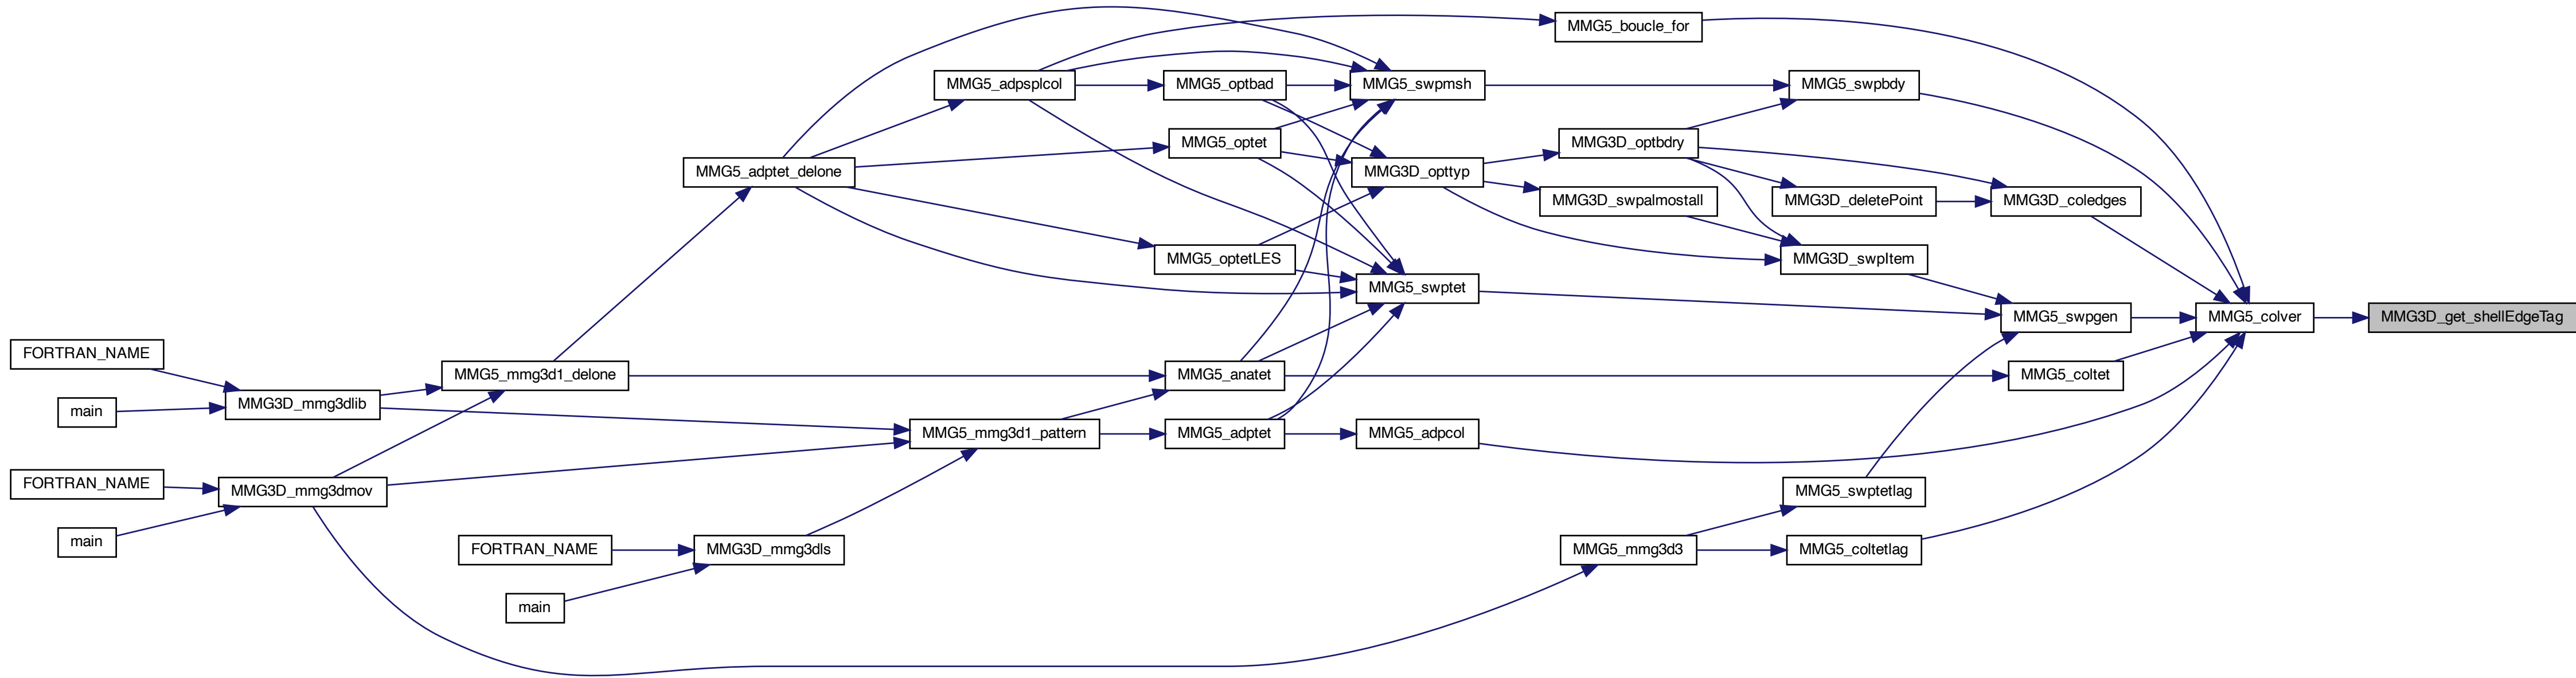 MMG5_boucle_for
MMG5_adpsplcol
MMG5_optbad
MMG5_swpmsh
MMG5_swpbdy
MMG5_optet
MMG3D_optbdry
MMG5_adptet_delone
MMG3D_opttyp
MMG3D_swpalmostall
MMG3D_deletePoint
MMG3D_coledges
MMG5_optetLES
MMG3D_swpItem
MMG5_swptet
MMG5_swpgen
MMG5_colver
MMG3D_get_shellEdgeTag
FORTRAN_NAME
MMG5_mmg3d1_delone
MMG5_anatet
MMG5_coltet
main
MMG3D_mmg3dlib
MMG5_mmg3d1_pattern
MMG5_adptet
MMG5_adpcol
FORTRAN_NAME
MMG3D_mmg3dmov
MMG5_swptetlag
main
FORTRAN_NAME
MMG3D_mmg3dls
MMG5_mmg3d3
MMG5_coltetlag
main